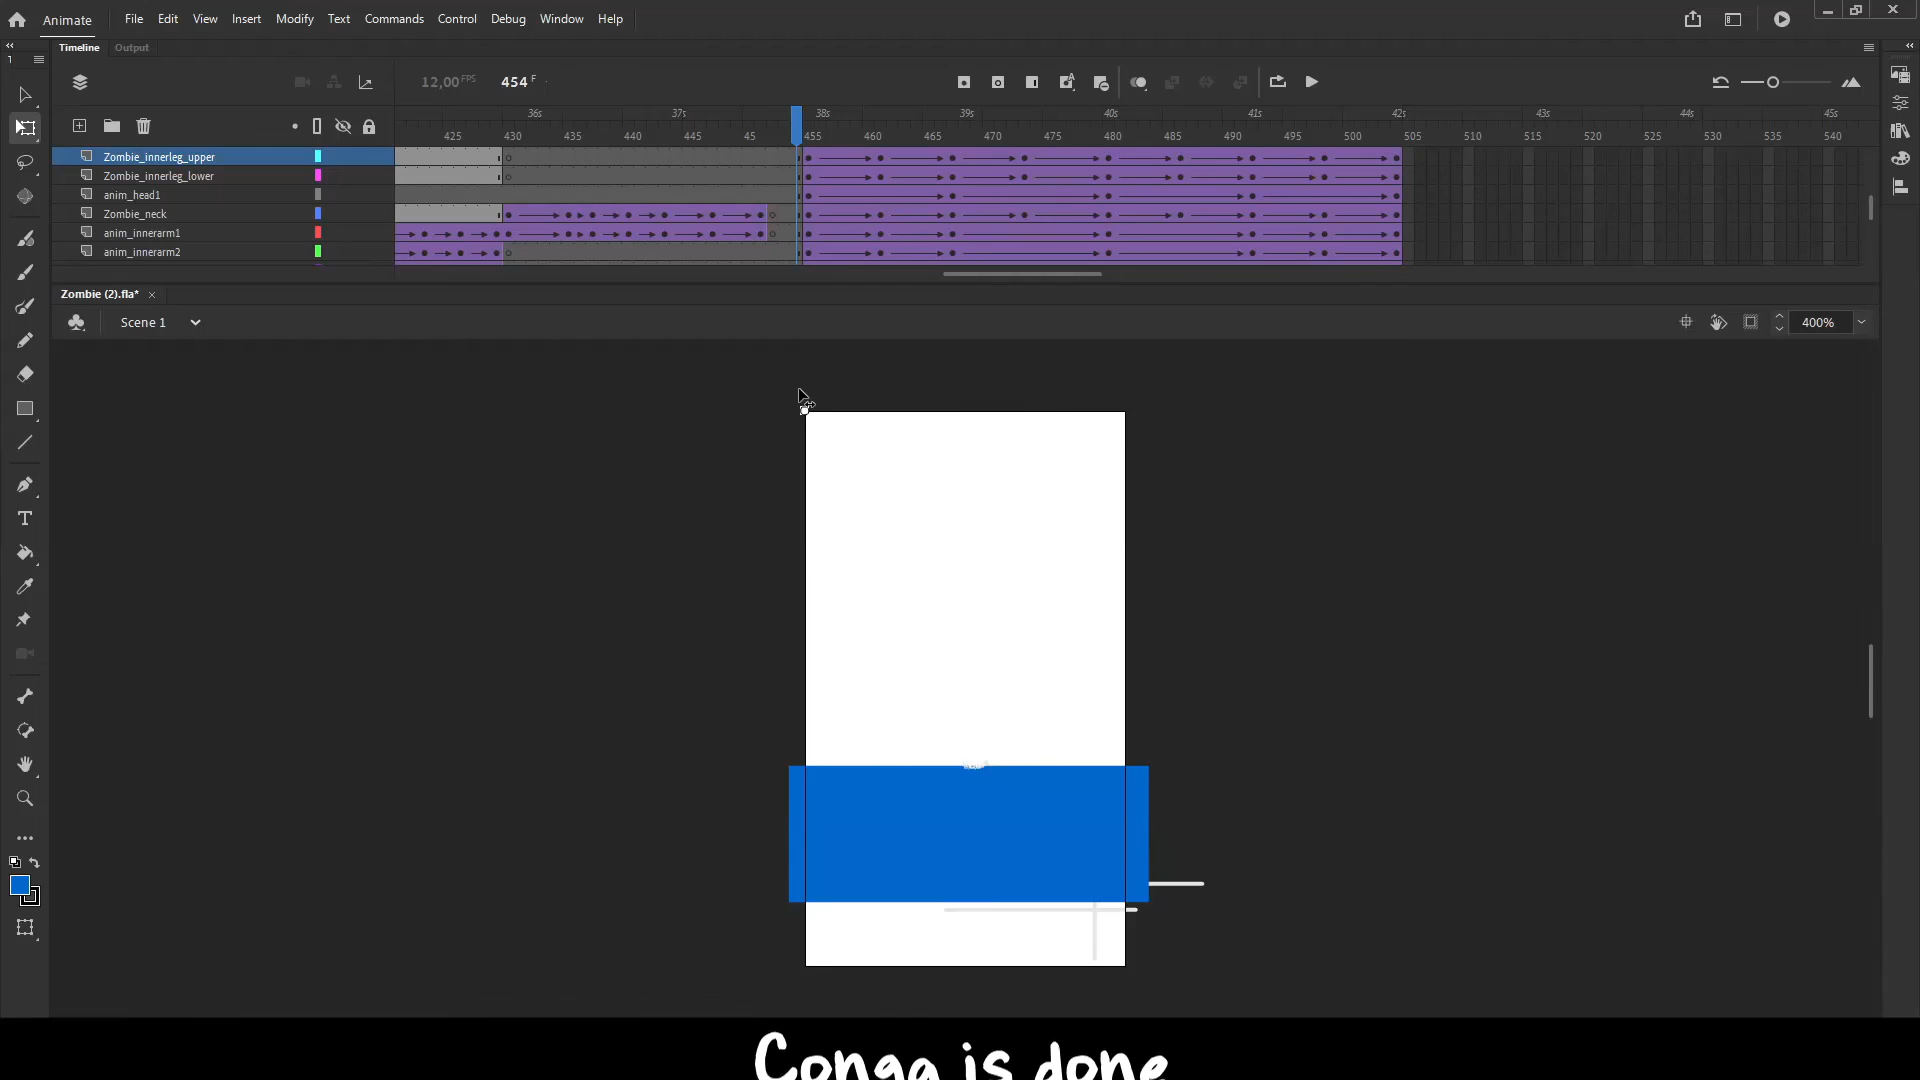 Animate File Edit View Insert Modify Text Commands Control Debug Window Help
Timeline Output
12,00 FPS 454 F
36s 37s 38s 39s 40s 41s 42s 43s 44s 45s
425 430 435 440 445 45 455 460 465 470 475 480 485 490 495 500 505 510 515 520 525 530 535 540
Zombie_innerleg_upper
Zombie_innerleg_lower
anim_head1
Zombie_neck
anim_innerarm1
anim_innerarm2
Zombie (2).fla* ×
Scene 1
400%
Conga is done